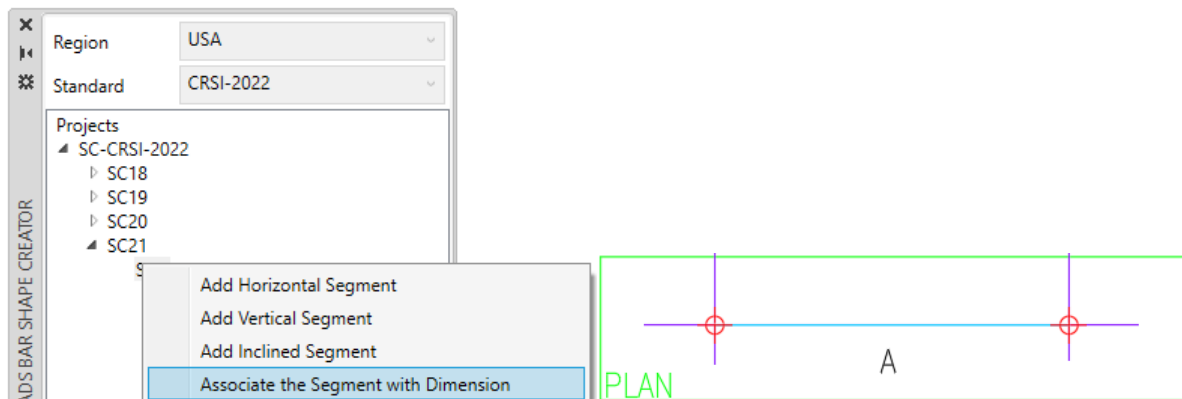 Region USA
Standard CRSI-2022
Projects
SC-CRSI-2022
SC18
SC19
SC20
SC21
Add Horizontal Segment
Add Vertical Segment
Add Inclined Segment
Associate the Segment with Dimension
ADS BAR SHAPE CREATOR
A
PLAN